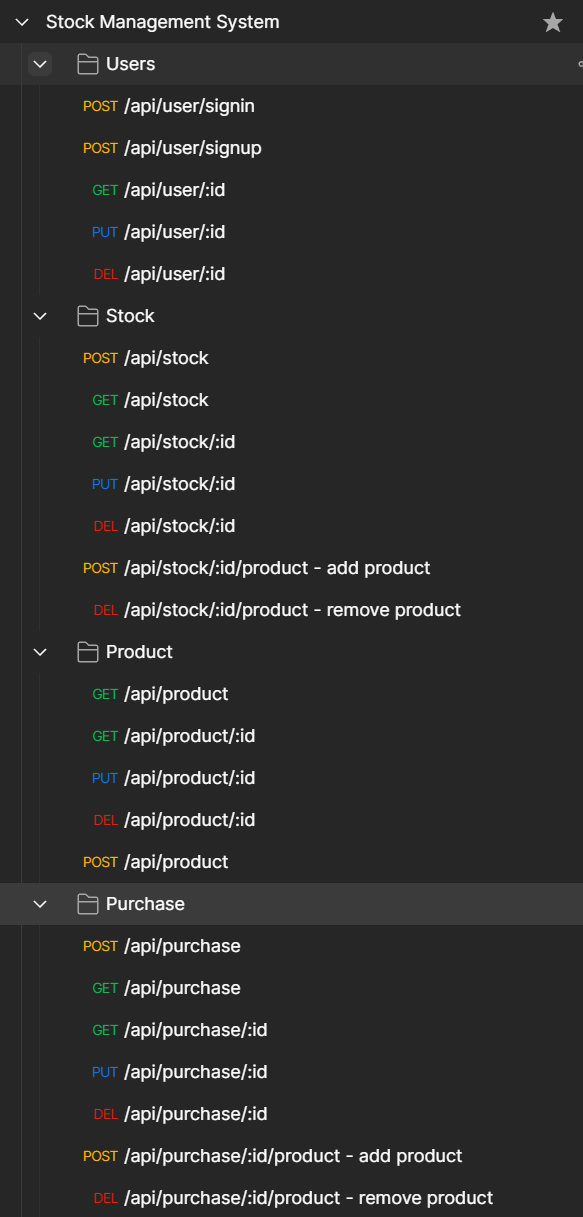 Stock Management System
Users
POST /api/user/signin
POST /api/user/signup
GET /api/user/:id
PUT /api/user/:id
DEL /api/user/:id
Stock
POST /api/stock
GET /api/stock
GET /api/stock/:id
PUT /api/stock/:id
DEL /api/stock/:id
POST /api/stock/:id/product - add product
DEL /api/stock/:id/product - remove product
Product
GET /api/product
GET /api/product/:id
PUT /api/product/:id
DEL /api/product/:id
POST /api/product
Purchase
POST /api/purchase
GET /api/purchase
GET /api/purchase/:id
PUT /api/purchase/:id
DEL /api/purchase/:id
POST /api/purchase/:id/product - add product
DEL /api/purchase/:id/product - remove product